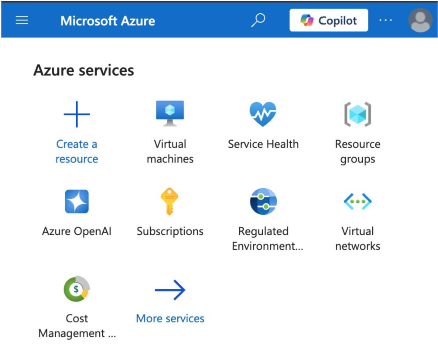 Microsoft Azure
Copilot
...
Azure services
Create a
resource
Virtual
machines
Service Health
Resource
groups
Azure OpenAI
Subscriptions
Regulated
Environment...
Virtual
networks
$
Cost
Management ...
More services